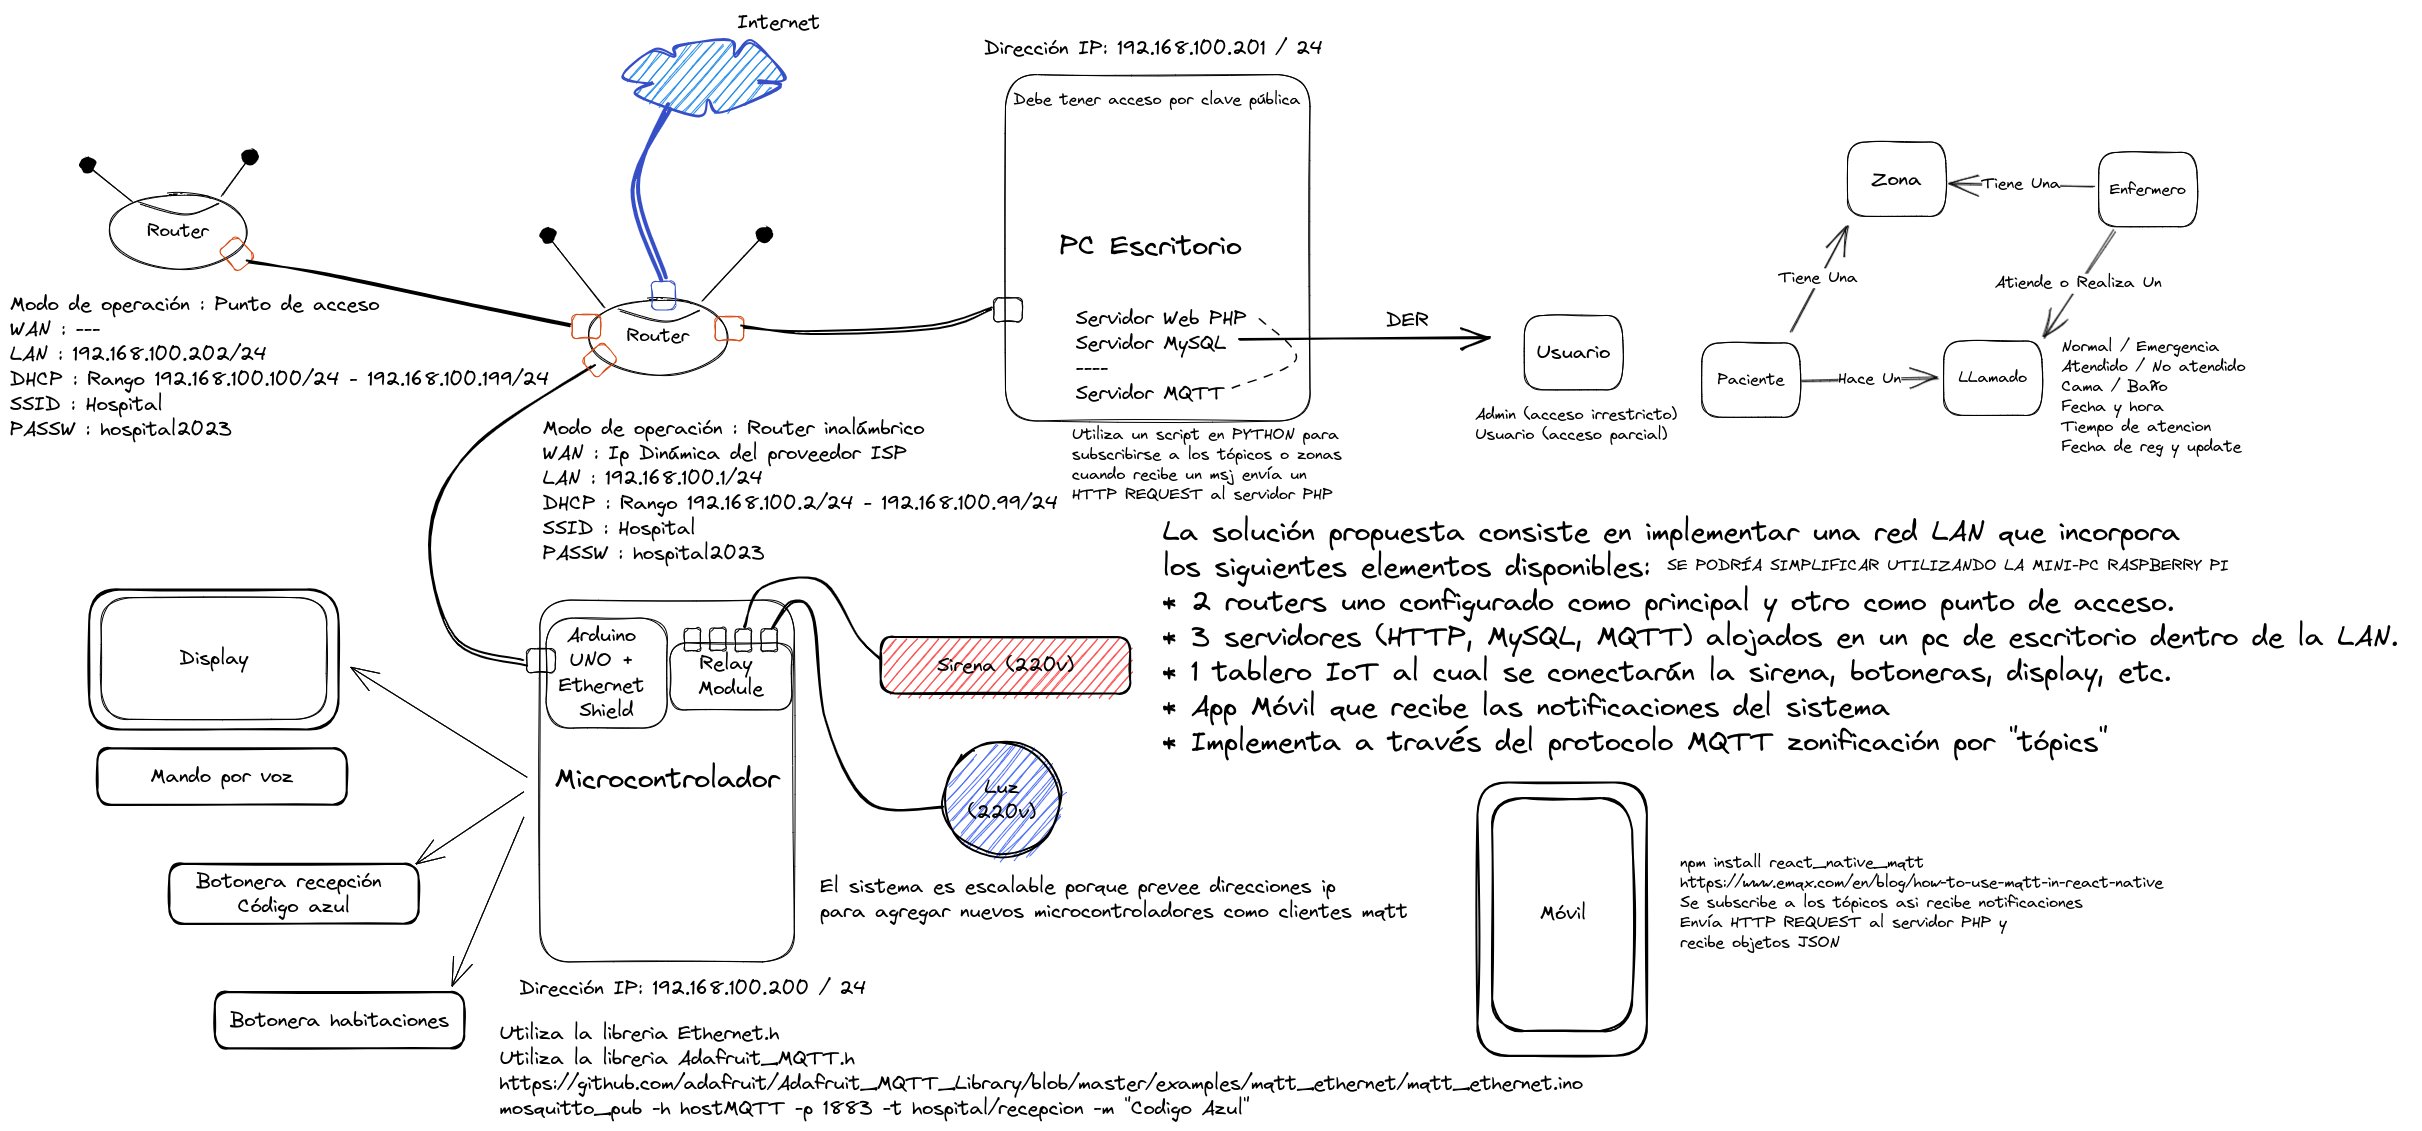 Internet
Dirección IP: 192.168.100.201 / 24
Debe tener acceso por clave pública
PC Escritorio
Servidor Web PHP
Servidor MySQL
----
Servidor MQTT
Utiliza un script en PYTHON para
subscribirse a los tópicos o zonas
cuando recibe un msj envía un
HTTP REQUEST al servidor PHP
DER
Usuario
Admin (acceso irrestricto)
Usuario (acceso parcial)
Zona
Tiene Una
Enfermero
Tiene Una
Atiende o Realiza Un
Paciente
Hace Un
LLamado
Normal / Emergencia
Atendido / No atendido
Cama / Baño
Fecha y hora
Tiempo de atencion
Fecha de reg y update
Router
Modo de operación : Punto de acceso
WAN : ---
LAN : 192.168.100.202/24
DHCP : Rango 192.168.100.100/24 - 192.168.100.199/24
SSID : Hospital
PASSW : hospital2023
Router
Modo de operación : Router inalámbrico
WAN : Ip Dinámica del proveedor ISP
LAN : 192.168.100.1/24
DHCP : Rango 192.168.100.2/24 - 192.168.100.99/24
SSID : Hospital
PASSW : hospital2023
La solución propuesta consiste en implementar una red LAN que incorpora
los siguientes elementos disponibles: SE PODRÍA SIMPLIFICAR UTILIZANDO LA MINI-PC RASPBERRY PI
* 2 routers uno configurado como principal y otro como punto de acceso.
* 3 servidores (HTTP, MySQL, MQTT) alojados en un pc de escritorio dentro de la LAN.
* 1 tablero IoT al cual se conectarán la sirena, botoneras, display, etc.
* App Móvil que recibe las notificaciones del sistema
* Implementa a través del protocolo MQTT zonificación por "tópics"
Display
Mando por voz
Botonera recepción
Código azul
Botonera habitaciones
Arduino
UNO +
Ethernet
Shield
Relay
Module
Microcontrolador
Sirena (220v)
Luz
(220v)
El sistema es escalable porque prevee direcciones ip
para agregar nuevos microcontroladores como clientes mqtt
Dirección IP: 192.168.100.200 / 24
Utiliza la libreria Ethernet.h
Utiliza la libreria Adafruit_MQTT.h
https://github.com/adafruit/Adafruit_MQTT_Library/blob/master/examples/mqtt_ethernet/mqtt_ethernet.ino
mosquitto_pub -h hostMQTT -p 1883 -t hospital/recepcion -m "Codigo Azul"
Móvil
npm install react_native_mqtt
https://www.emqx.com/en/blog/how-to-use-mqtt-in-react-native
Se subscribe a los tópicos asi recibe notificaciones
Envía HTTP REQUEST al servidor PHP y
recibe objetos JSON